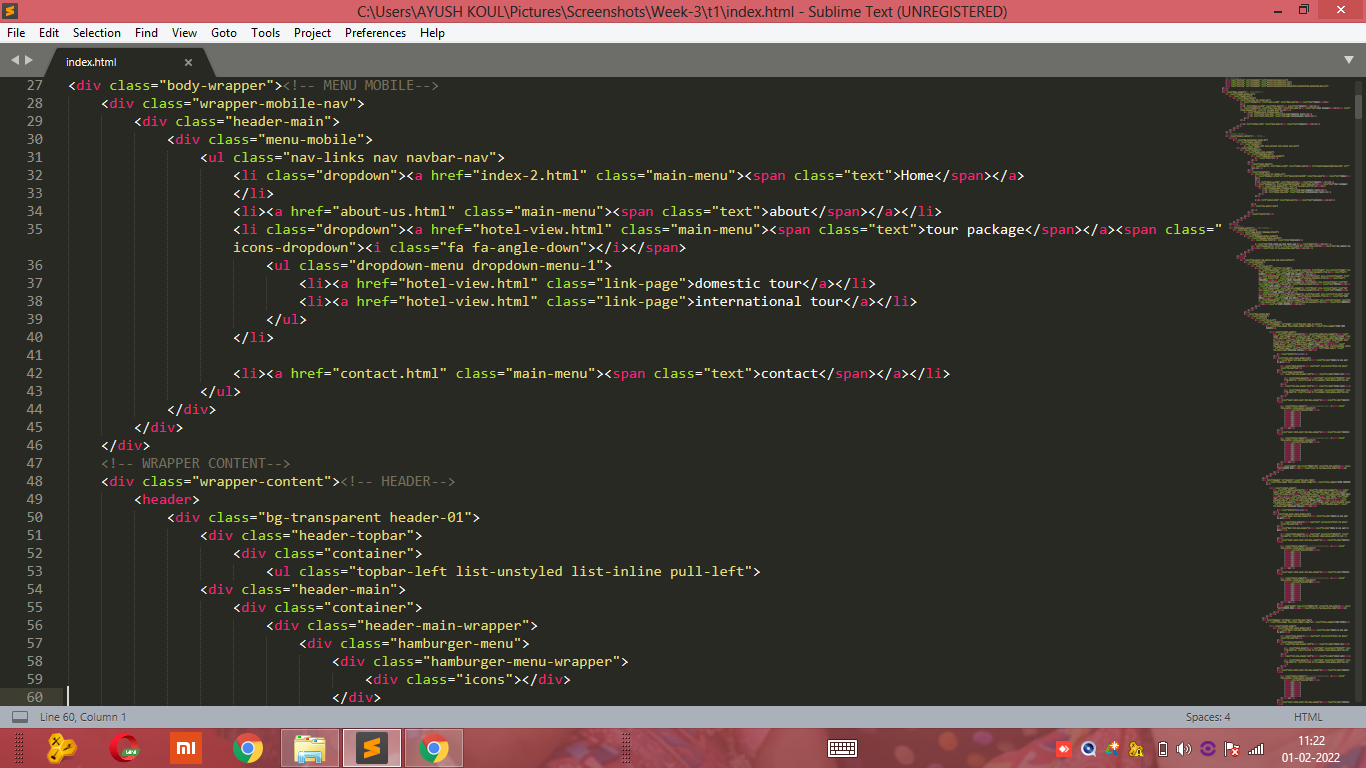 C:\Users\AYUSH KOUL\Pictures\Screenshots\Week-3\t1\index.html - Sublime Text (UNREGISTERED)
File Edit Selection Find View Goto Tools Project Preferences Help
index.html
27 <div class="body-wrapper"><!-- MENU MOBILE-->
28 <div class="wrapper-mobile-nav">
29 <div class="header-main">
30 <div class="menu-mobile">
31 <ul class="nav-links nav navbar-nav">
32 <li class="dropdown"><a href="index-2.html" class="main-menu"><span class="text">Home</span></a>
33 </li>
34 <li><a href="about-us.html" class="main-menu"><span class="text">about</span></a></li>
35 <li class="dropdown"><a href="hotel-view.html" class="main-menu"><span class="text">tour package</span></a><span class="
icons-dropdown"><i class="fa fa-angle-down"></i></span>
36 <ul class="dropdown-menu dropdown-menu-1">
37 <li><a href="hotel-view.html" class="link-page">domestic tour</a></li>
38 <li><a href="hotel-view.html" class="link-page">international tour</a></li>
39 </ul>
40 </li>
41
42 <li><a href="contact.html" class="main-menu"><span class="text">contact</span></a></li>
43 </ul>
44 </div>
45 </div>
46 </div>
47 <!-- WRAPPER CONTENT-->
48 <div class="wrapper-content"><!-- HEADER-->
49 <header>
50 <div class="bg-transparent header-01">
51 <div class="header-topbar">
52 <div class="container">
53 <ul class="topbar-left list-unstyled list-inline pull-left">
54 <div class="header-main">
55 <div class="container">
56 <div class="header-main-wrapper">
57 <div class="hamburger-menu">
58 <div class="hamburger-menu-wrapper">
59 <div class="icons"></div>
60 </div>
Line 60, Column 1 Spaces: 4 HTML
mi
11:22
01-02-2022